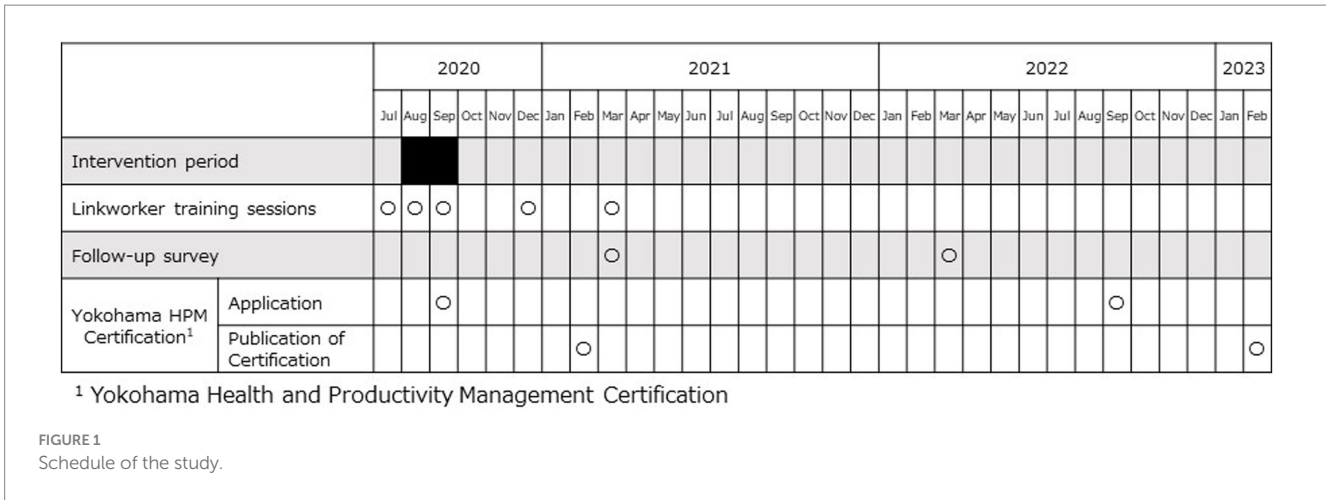 2020 2021 2022 2023
Jul Aug Sep Oct Nov Dec Jan Feb Mar Apr May Jun Jul Aug Sep Oct Nov Dec Jan Feb Mar Apr May Jun Jul Aug Sep Oct Nov Dec Jan Feb
Intervention period
Linkworker training sessions
Follow-up survey
Yokohama HPM
Certification¹
Application
Publication of
Certification
¹ Yokohama Health and Productivity Management Certification
FIGURE 1
Schedule of the study.